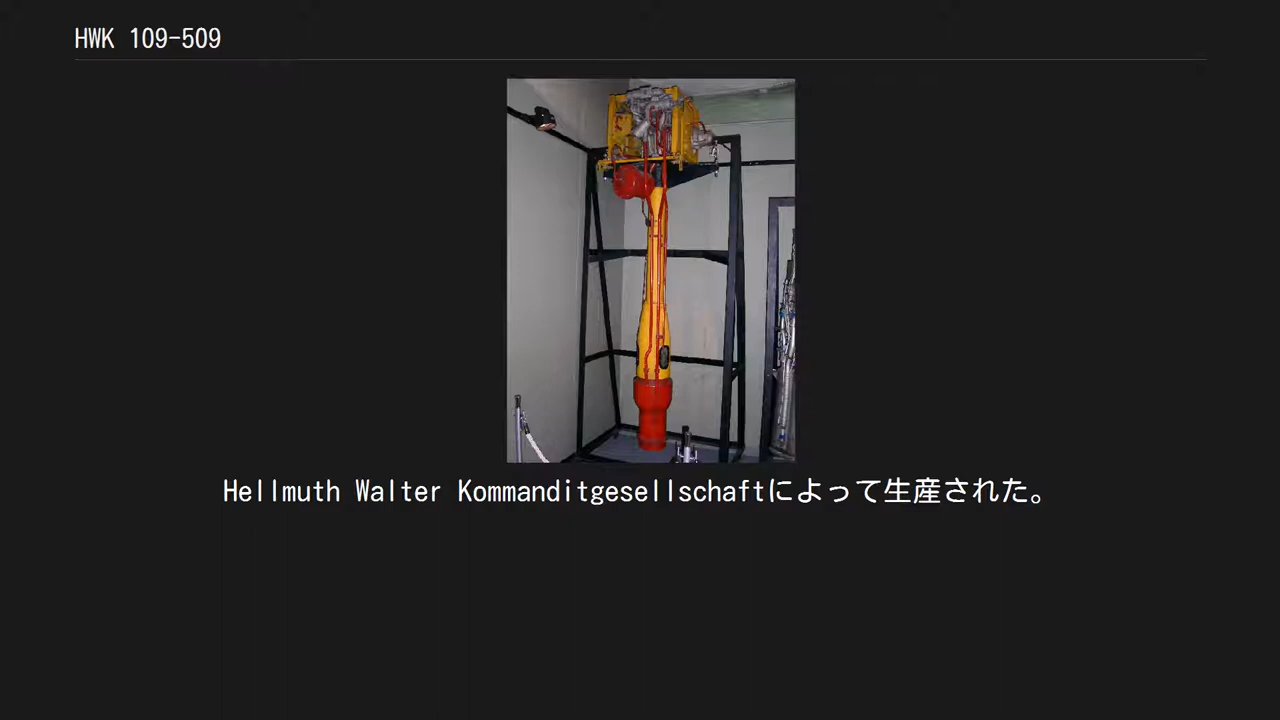 HWK 109-509
Hellmuth Walter Kommanditgesellschaftによって生産された。